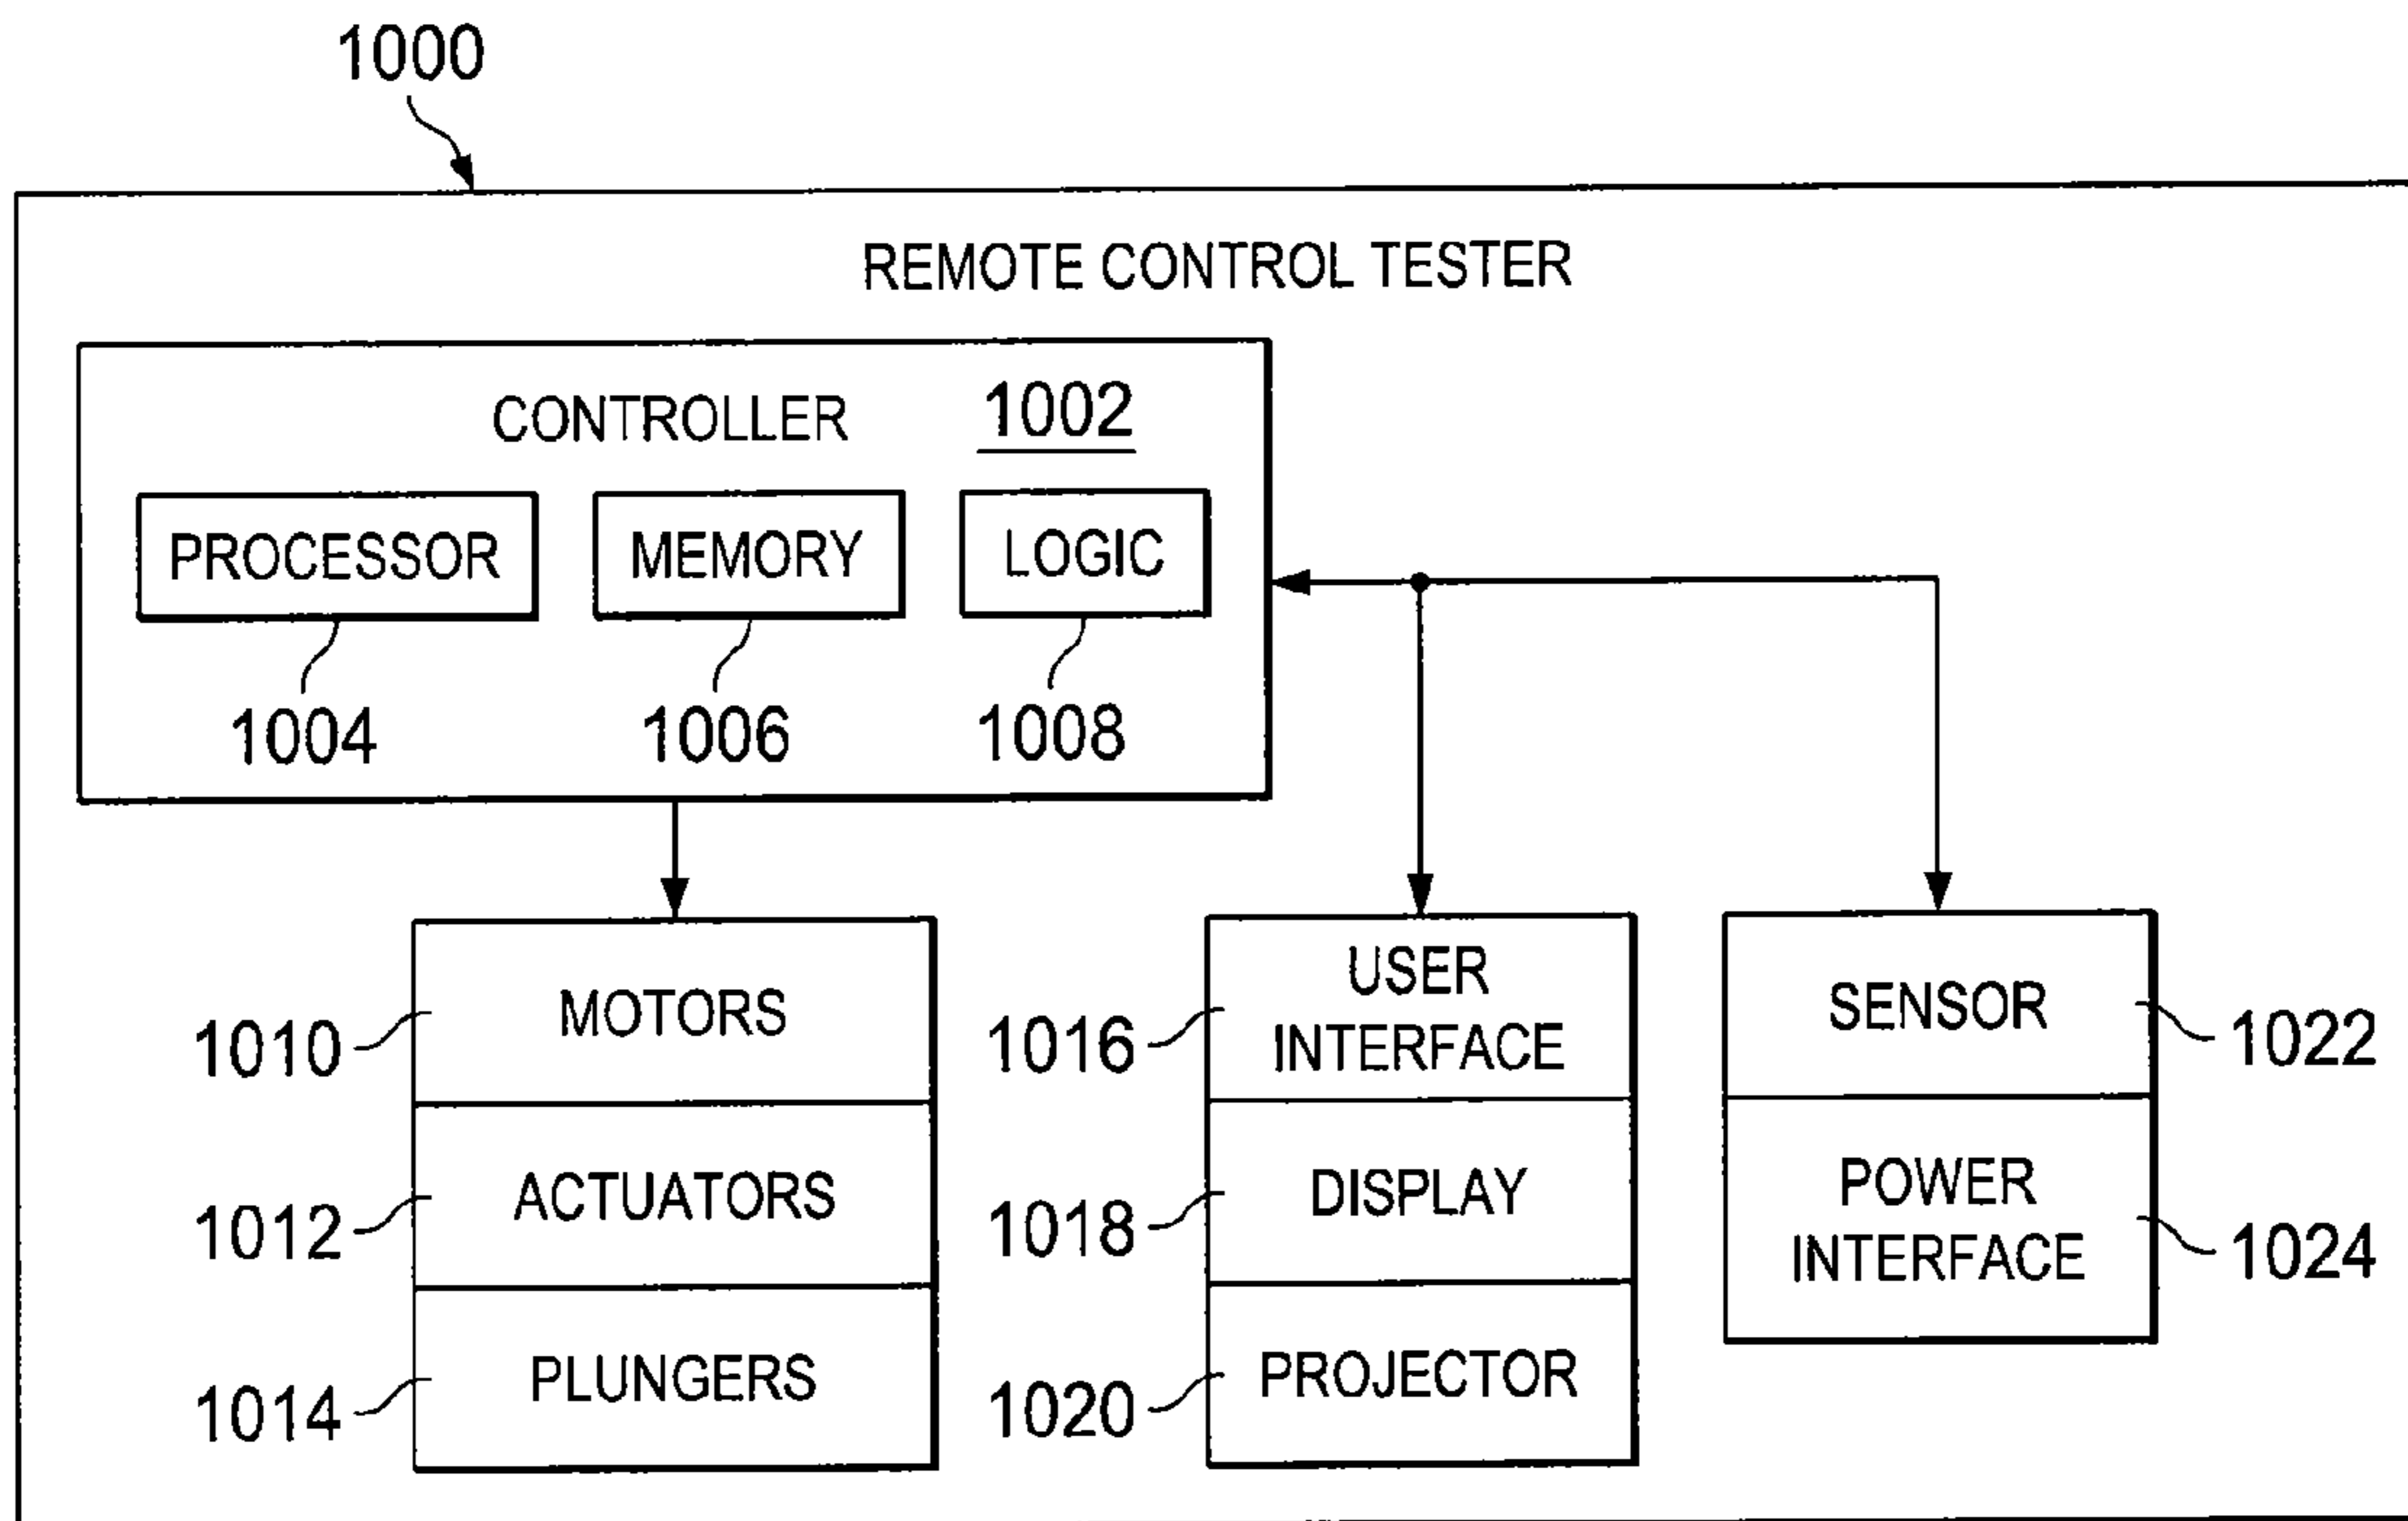 1000
REMOTE CONTROL TESTER
CONTROLLER 1002
PROCESSOR MEMORY LOGIC
1004 1006 1008
MOTORS
1010
ACTUATORS
1012
PLUNGERS
1014
USER
INTERFACE
1016
DISPLAY
1018
PROJECTOR
1020
SENSOR
1022
POWER
INTERFACE
1024